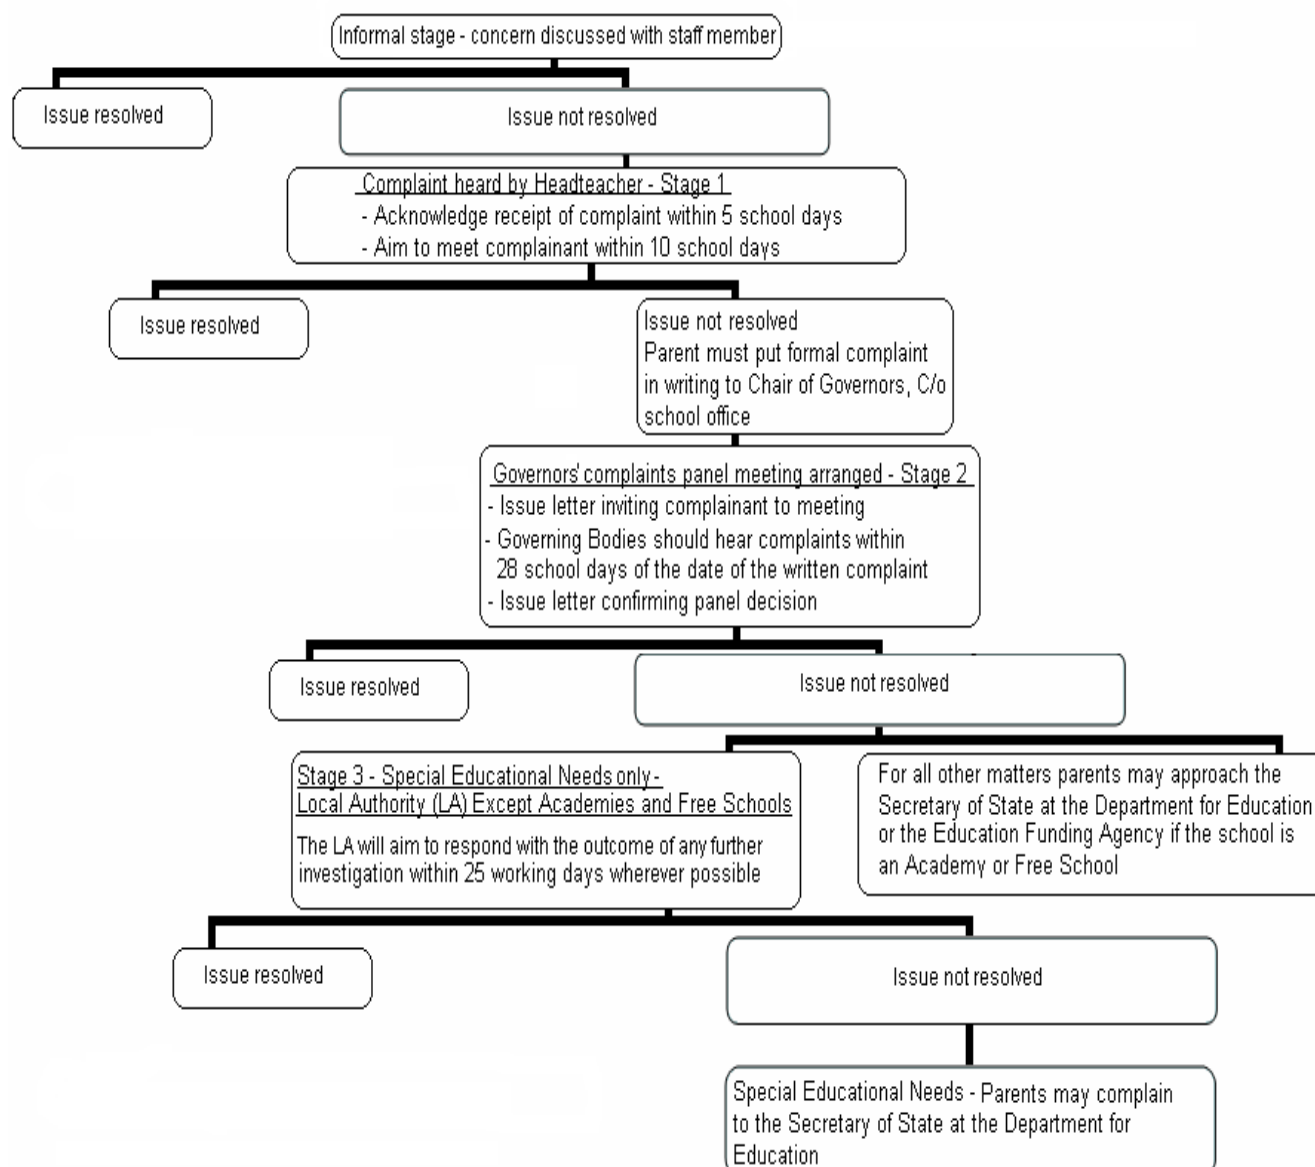 Informal stage - concern discussed with staff member
Issue resolved
Issue not resolved
Complaint heard by Headteacher - Stage 1
- Acknowledge receipt of complaint within 5 school days
- Aim to meet complainant within 10 school days
Issue resolved
Issue not resolved
Parent must put formal complaint
in writing to Chair of Governors, C/o
school office
Governors' complaints panel meeting arranged - Stage 2
- Issue letter inviting complainant to meeting
- Governing Bodies should hear complaints within
28 school days of the date of the written complaint
- Issue letter confirming panel decision
Issue resolved
Issue not resolved
Stage 3 - Special Educational Needs only -
Local Authority (LA) Except Academies and Free Schools
The LA will aim to respond with the outcome of any further
investigation within 25 working days wherever possible
For all other matters parents may approach the
Secretary of State at the Department for Education
or the Education Funding Agency if the school is
an Academy or Free School
Issue resolved
Issue not resolved
Special Educational Needs - Parents may complain
to the Secretary of State at the Department for
Education